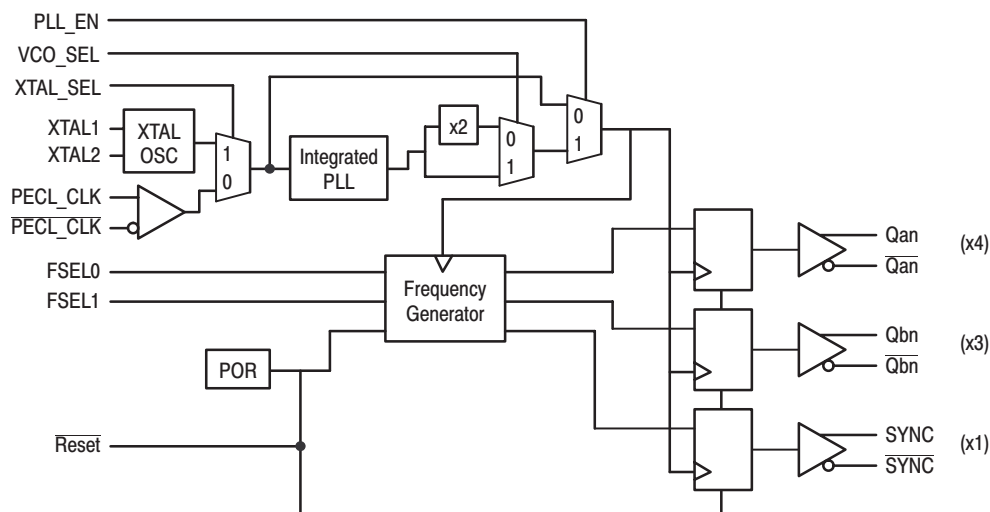 PLL_EN
VCO_SEL
XTAL_SEL
XTAL1
XTAL2
XTAL
OSC
1
0
PECL_CLK
PECL_CLK
Integrated
PLL
x2
0
1
0
1
FSEL0
FSEL1
Frequency
Generator
POR
Reset
Qan
Qan
(x4)
Qbn
Qbn
(x3)
SYNC
SYNC
(x1)